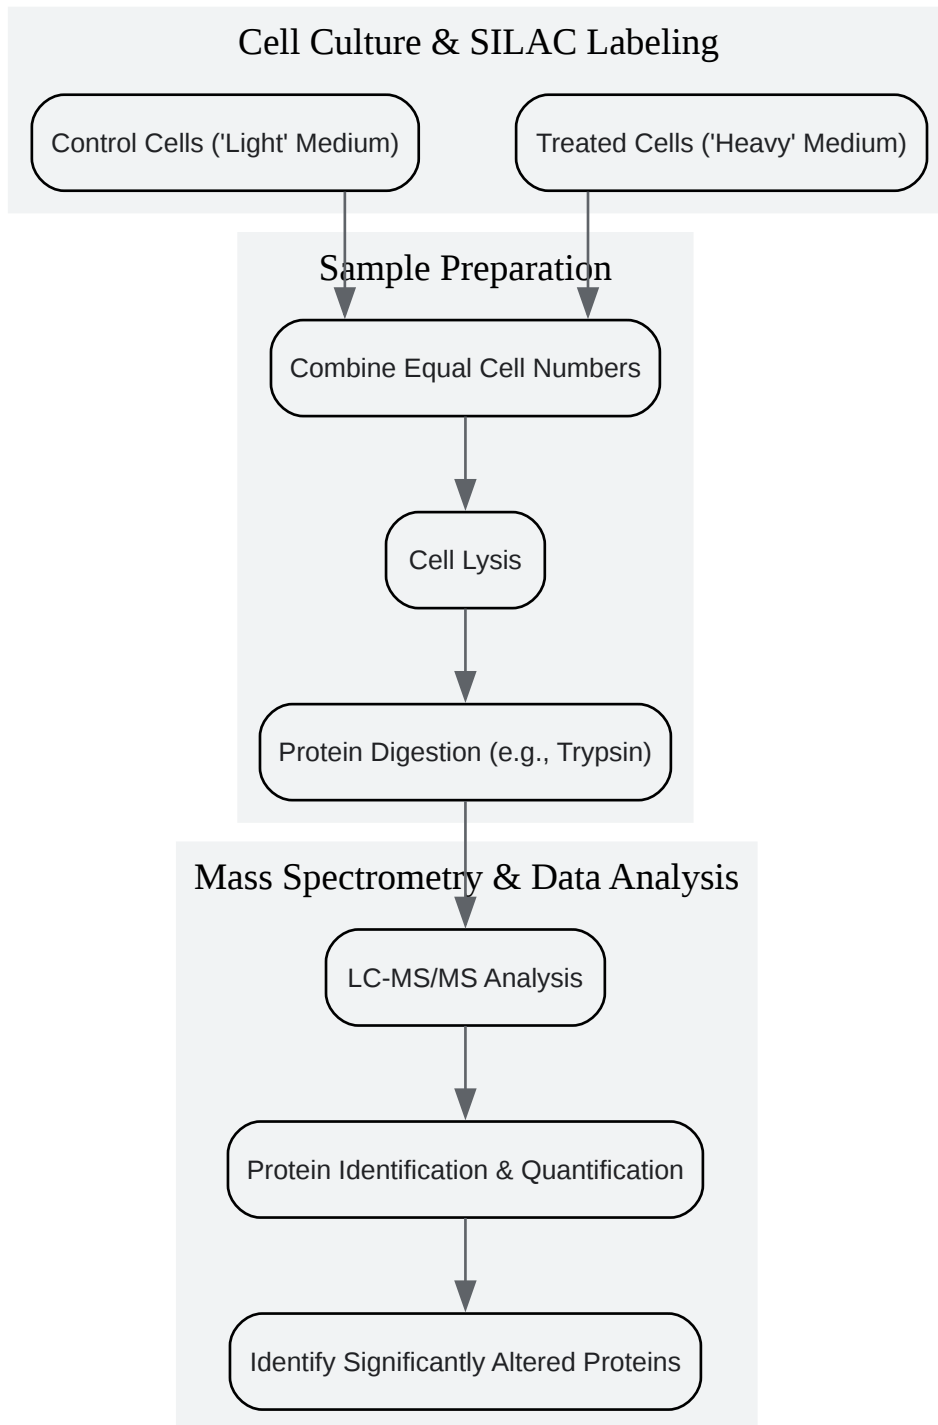 Cell Culture & SILAC Labeling
Control Cells ('Light' Medium)
Treated Cells ('Heavy' Medium)
Sample Preparation
Combine Equal Cell Numbers
Cell Lysis
Protein Digestion (e.g., Trypsin)
Mass Spectrometry & Data Analysis
LC-MS/MS Analysis
Protein Identification & Quantification
Identify Significantly Altered Proteins